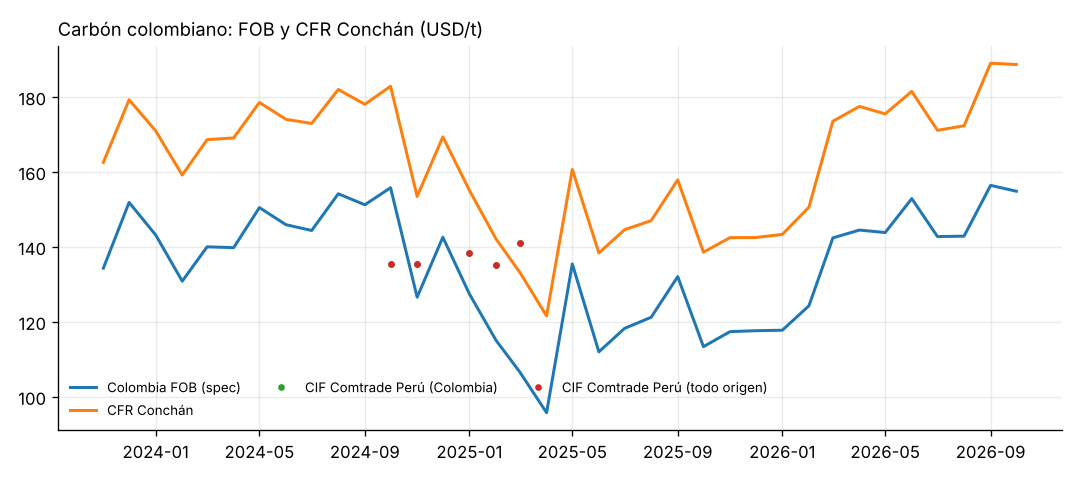 Carbón colombiano: FOB y CFR Conchán (USD/t)
180
160
140
120
100
Colombia FOB (spec)
CFR Conchán
CIF Comtrade Perú (Colombia)
CIF Comtrade Perú (todo origen)
2024-01 2024-05 2024-09 2025-01 2025-05 2025-09 2026-01 2026-05 2026-09